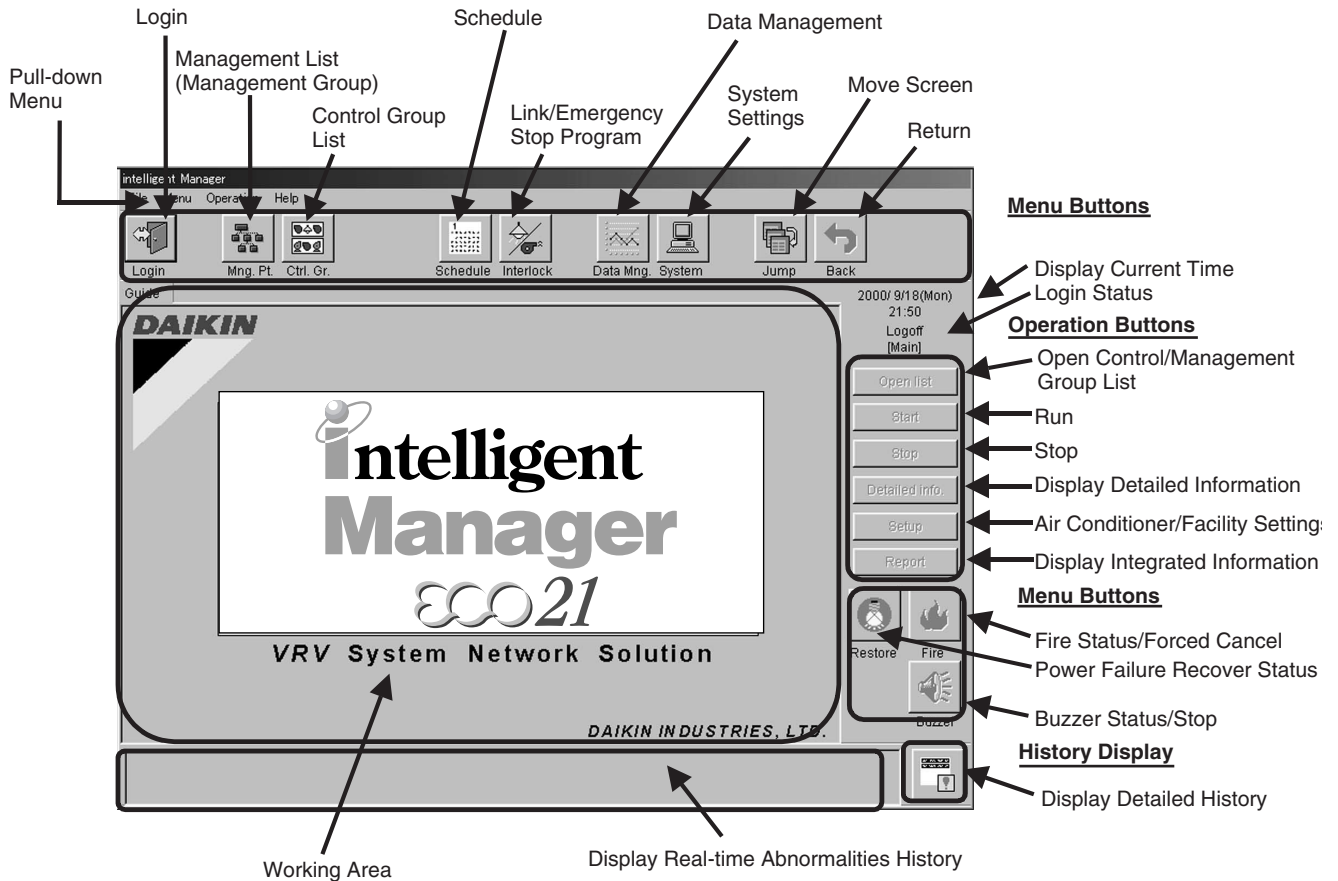 Login
Schedule
Data Management
Management List
(Management Group)
Pull-down
Menu
Control Group
List
Link/Emergency
Stop Program
System
Settings
Move Screen
Return
intelligent Manager
File Menu Operation Help
Login Mng. Pt. Ctrl. Gr. Schedule Interlock Data Mng. System Jump Back
Menu Buttons
Guide
2000/ 9/18(Mon)
21:50
Logoff
[Main]
Display Current Time
Login Status
Operation Buttons
DAIKIN
intelligent
Manager
eco 21
VRV System Network Solution
DAIKIN INDUSTRIES, LTD.
Open list
Start
Stop
Detailed info.
Setup
Report
Open Control/Management
Group List
Run
Stop
Display Detailed Information
Air Conditioner/Facility Settings
Display Integrated Information
Menu Buttons
Restore Fire
Buzzer
Fire Status/Forced Cancel
Power Failure Recover Status
Buzzer Status/Stop
History Display
Display Detailed History
Working Area
Display Real-time Abnormalities History